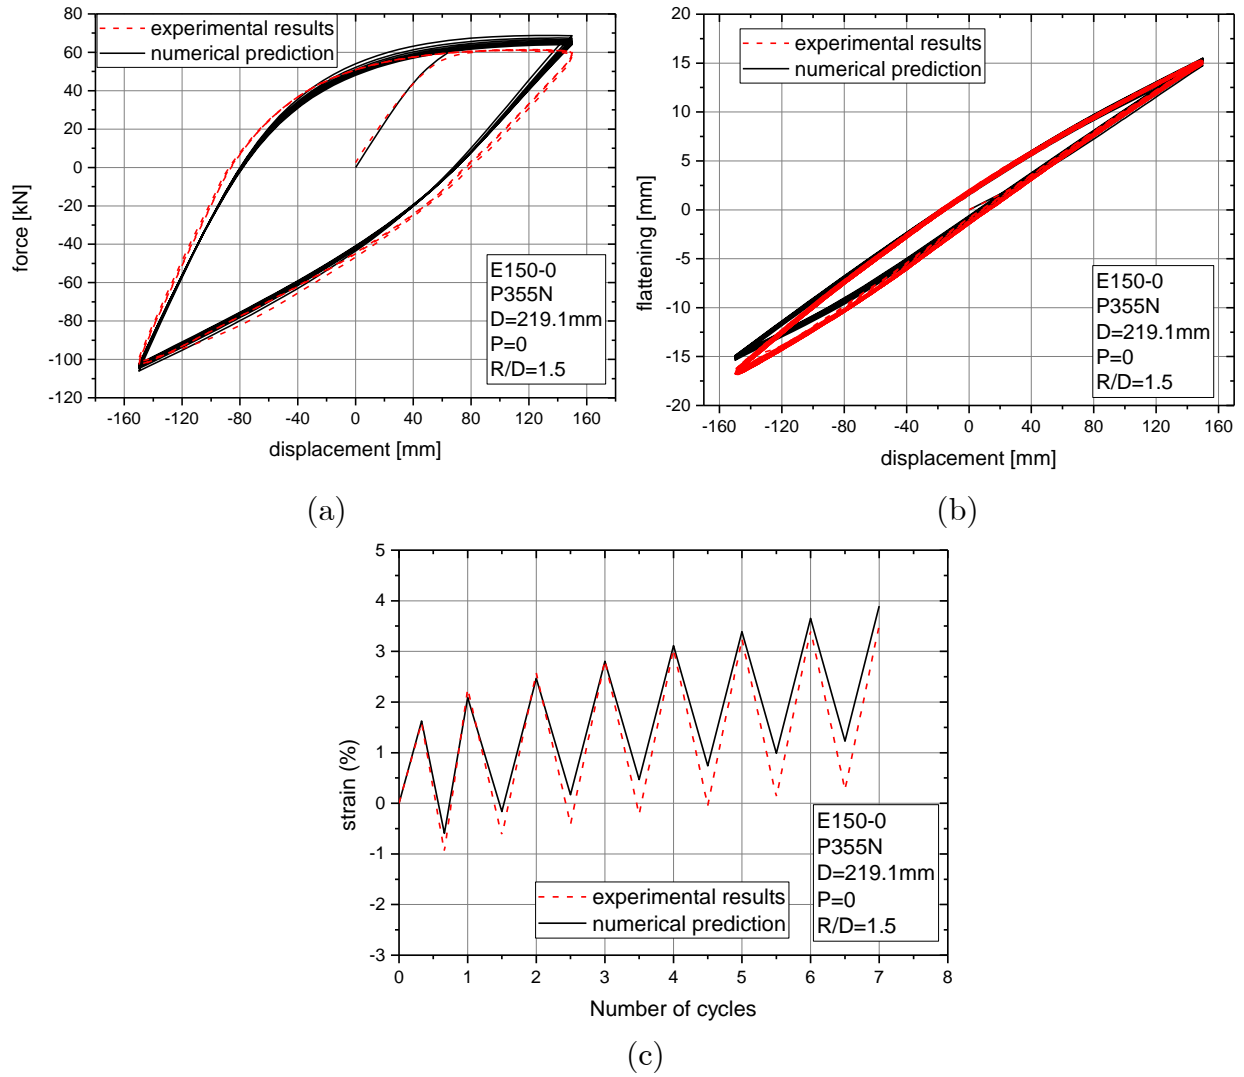 80
60
40
20
0
-20
-40
-60
-80
-100
-120
-160 -120 -80 -40 0 40 80 120 160
force [kN]
displacement [mm]
experimental results
numerical prediction
E150-0
P355N
D=219.1mm
P=0
R/D=1.5
(a)
20
15
10
5
0
-5
-10
-15
-20
-160 -120 -80 -40 0 40 80 120 160
flattening [mm]
displacement [mm]
experimental results
numerical prediction
E150-0
P355N
D=219.1mm
P=0
R/D=1.5
(b)
5
4
3
2
1
0
-1
-2
-3
0 1 2 3 4 5 6 7 8
strain (%)
Number of cycles
experimental results
numerical prediction
E150-0
P355N
D=219.1mm
P=0
R/D=1.5
(c)